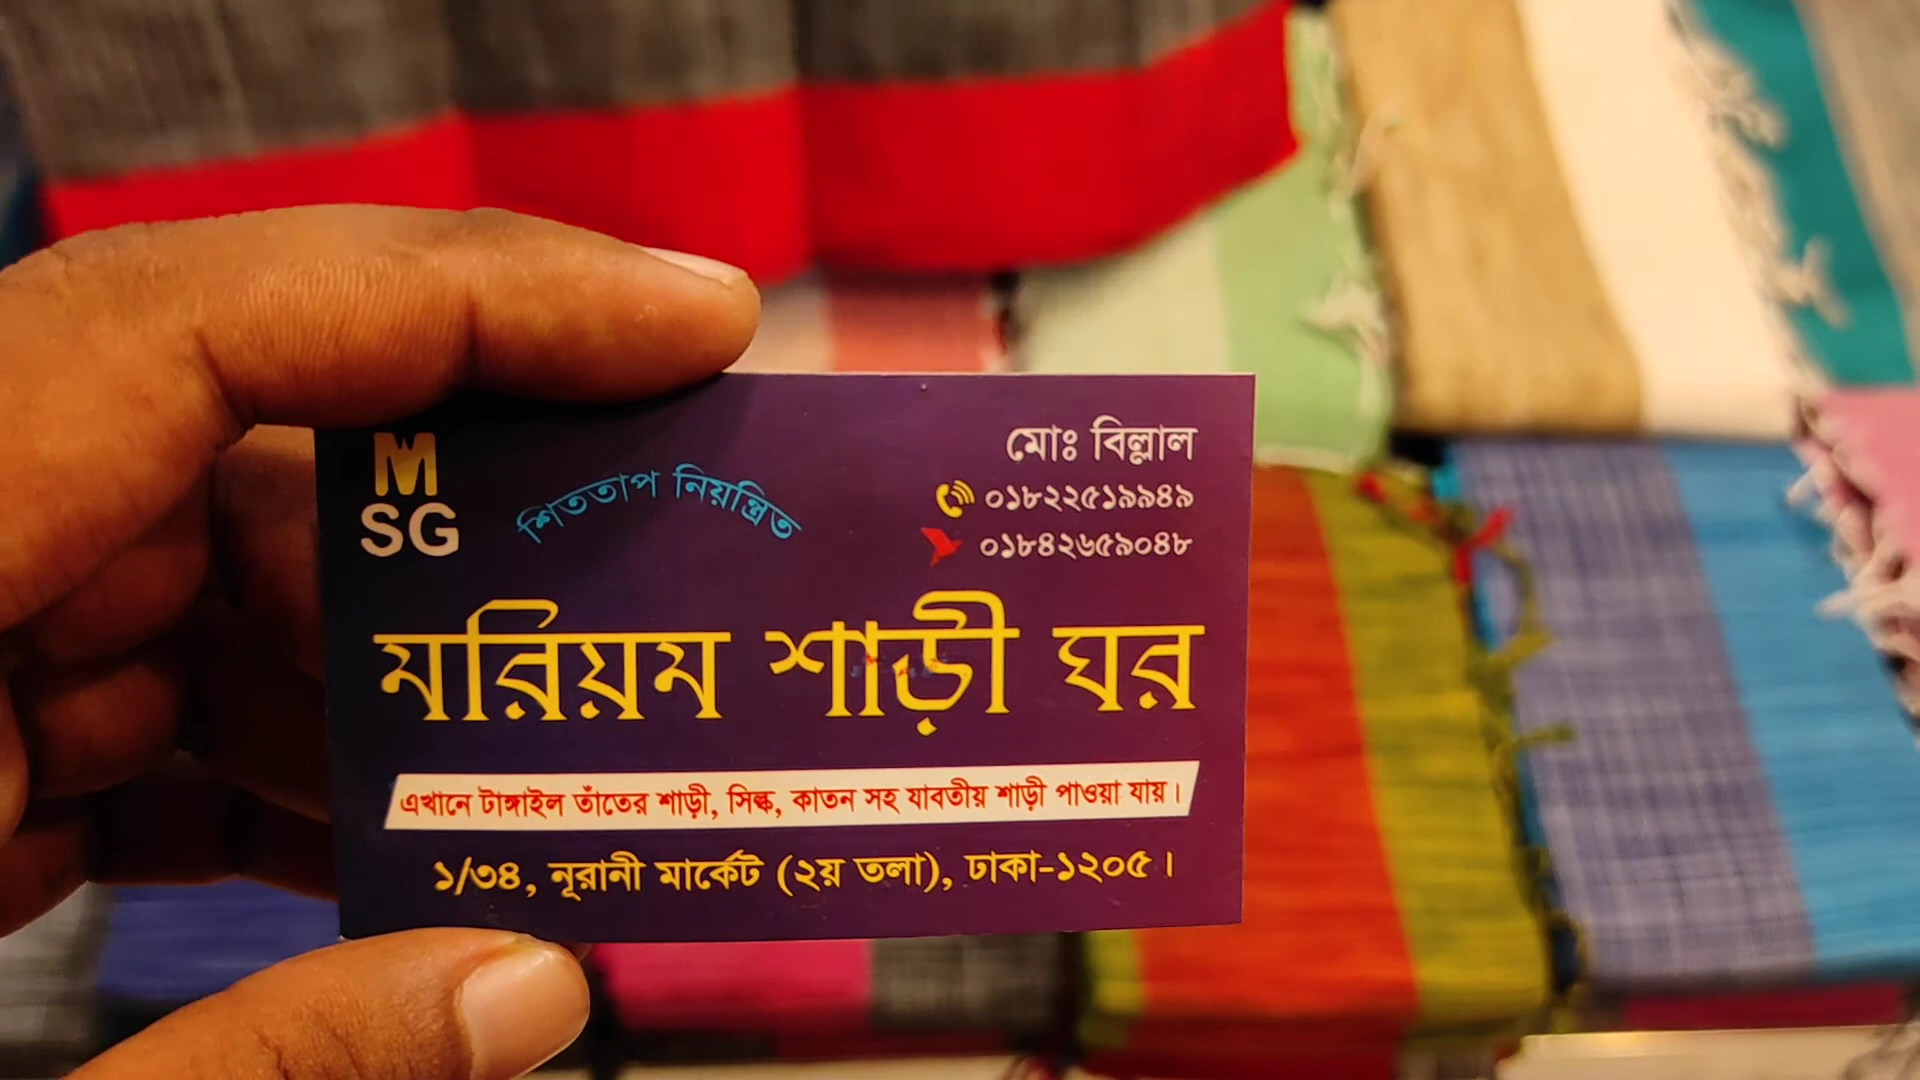 M
SG
শিততাপ নিয়ন্ত্রিত
মোঃ বিল্লাল
০১৮২২৫১৯৯৪৯
০১৮৪২৬৫৯০৪৮
মরিয়ম শাড়ী ঘর
এখানে টাঙ্গাইল তাঁতের শাড়ী, সিল্ক, কাতন সহ যাবতীয় শাড়ী পাওয়া যায়।
১/৩৪, নূরানী মার্কেট (২য় তলা), ঢাকা-১২০৫।